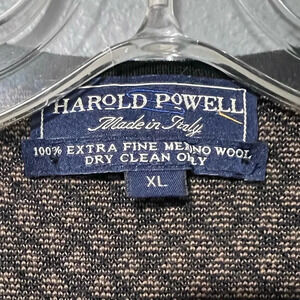 HAROLD POWELL
Made in Italy
100% EXTRA FINE MERINO WOOL
DRY CLEAN ONLY
XL